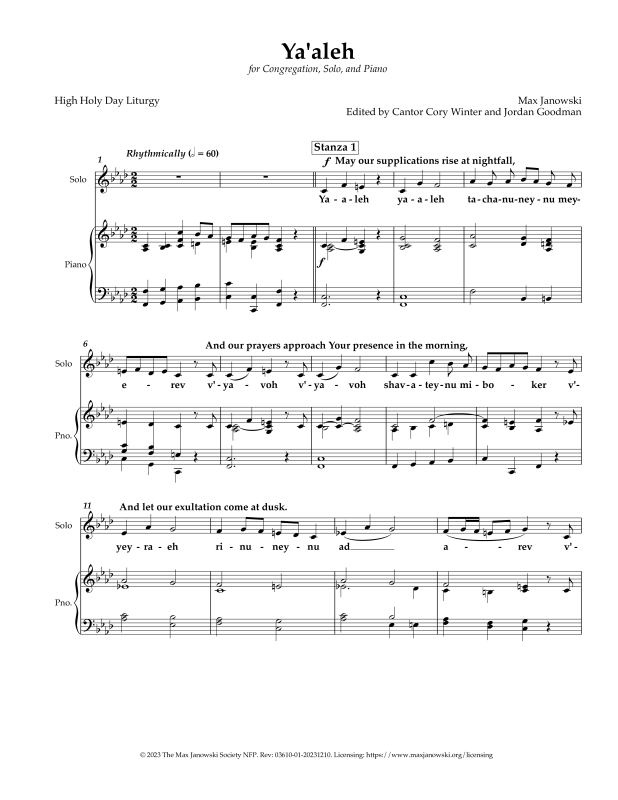 Ya'aleh
for Congregation, Solo, and Piano
High Holy Day Liturgy
Max Janowski
Edited by Cantor Cory Winter and Jordan Goodman
Stanza 1
Rhythmically (𝅗𝅥 = 60)
1
f May our supplications rise at nightfall,
Solo
Ya - a - leh ya - a - leh ta - cha - nu - ney - nu mey-
f
Piano
6
And our prayers approach Your presence in the morning,
Solo
e - rev v'- ya - voh v'- ya - voh shav - a - tey - nu mi - bo - ker v'-
Pno.
11
And let our exultation come at dusk.
Solo
yey - ra - eh ri - nu - ney - nu ad a - rev v'-
Pno.
© 2023 The Max Janowski Society NFP. Rev: 03610-01-20231210. Licensing: https://www.maxjanowski.org/licensing